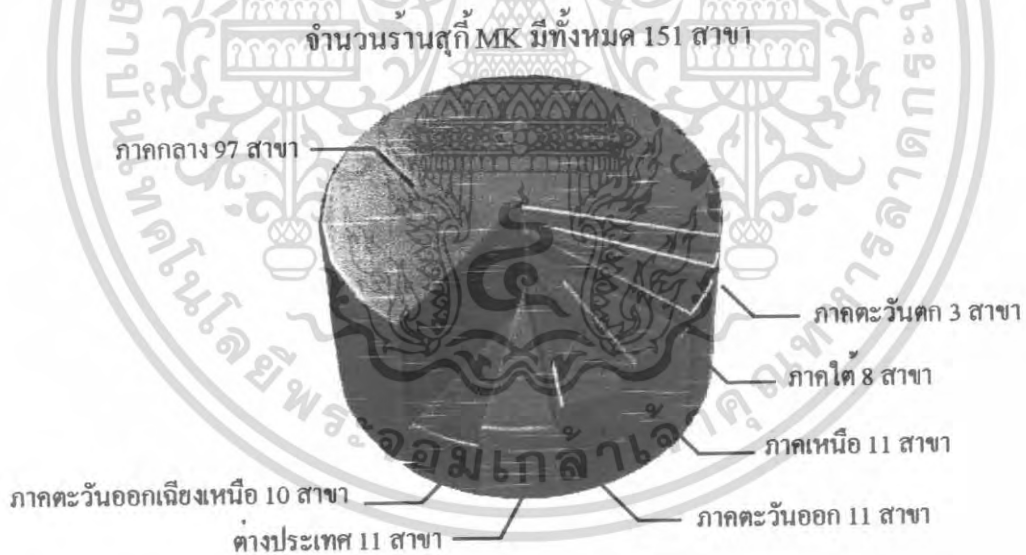 จำนวนร้านสุกี้ MK มีทั้งหมด 151 สาขา
ภาคกลาง 97 สาขา
ภาคตะวันตก 3 สาขา
ภาคใต้ 8 สาขา
ภาคเหนือ 11 สาขา
ภาคตะวันออกเฉียงเหนือ 10 สาขา
ภาคตะวันออก 11 สาขา
ต่างประเทศ 11 สาขา